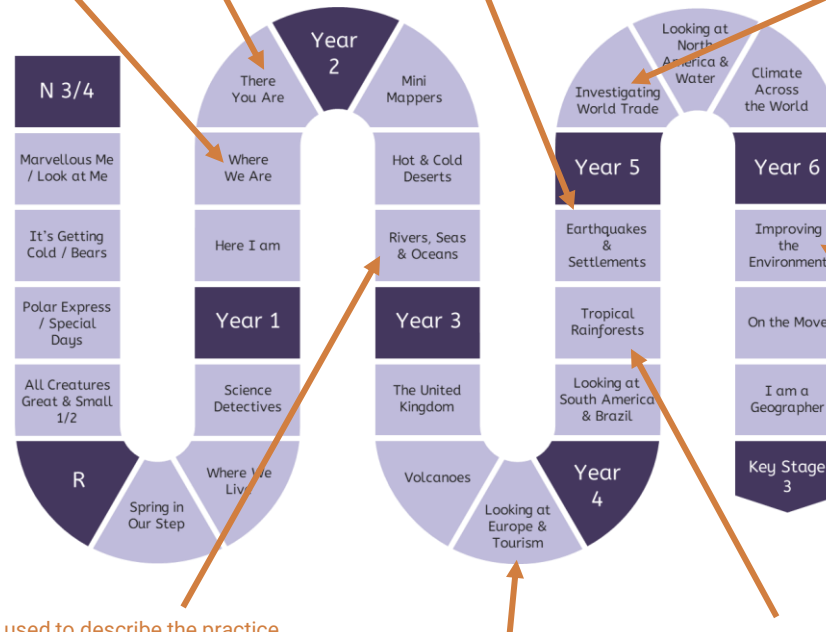 N 3/4
Marvellous Me
/ Look at Me
It's Getting
Cold / Bears
Polar Express
/ Special
Days
All Creatures
Great & Small
1/2
R
Spring in
Our Step
Where We
Live
Science
Detectives
Year 1
Here I am
Where
We Are
There
You Are
Year
2
Mini
Mappers
Hot & Cold
Deserts
Rivers, Seas
& Oceans
Year 3
The United
Kingdom
Volcanoes
Looking at
Europe &
Tourism
Year
4
Looking at
South America
& Brazil
Tropical
Rainforests
Earthquakes
&
Settlements
Year 5
Investigating
World Trade
Looking at
North
America &
Water
Climate
Across
the World
Year 6
Improving
the
Environment
On the Move
I am a
Geographer
Key Stage
3
used to describe the practice